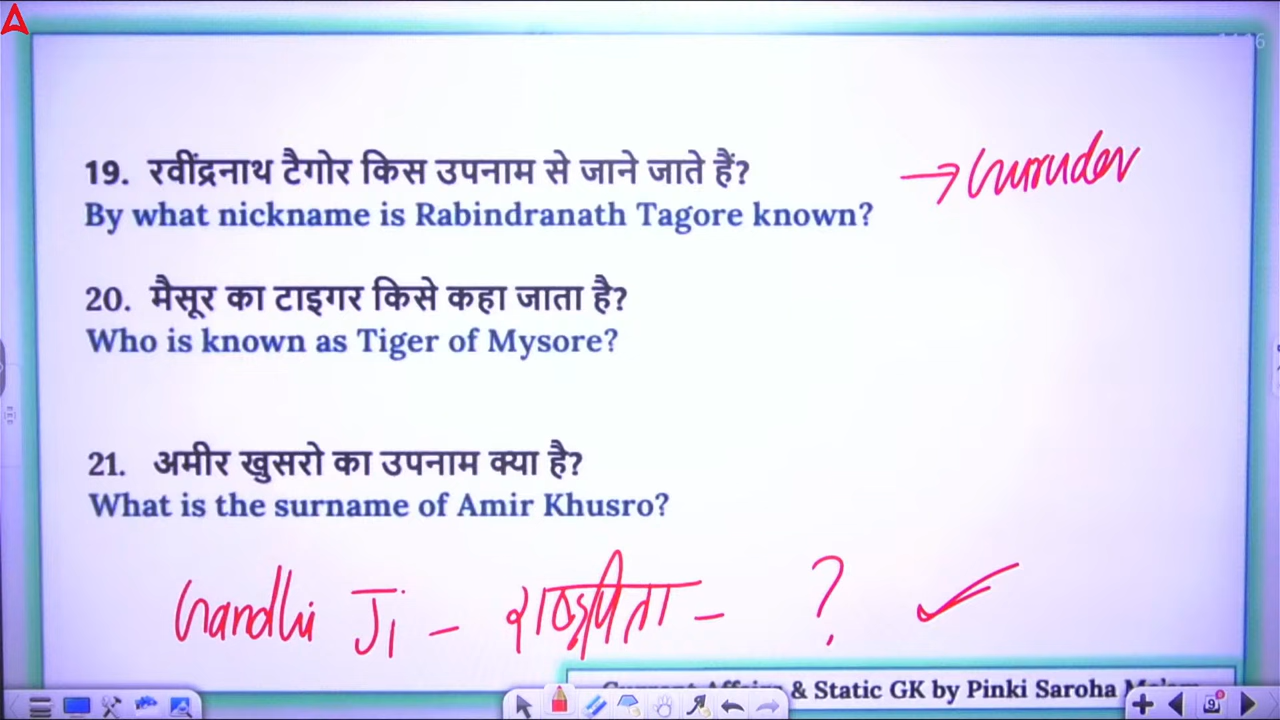 19. रवींद्रनाथ टैगोर किस उपनाम से जाने जाते हैं?
By what nickname is Rabindranath Tagore known?
→ Gurudev
20. मैसूर का टाइगर किसे कहा जाता है?
Who is known as Tiger of Mysore?
21. अमीर खुसरो का उपनाम क्या है?
What is the surname of Amir Khusro?
Gandhi Ji – राष्ट्रपिता – ?
& Static GK by Pinki Saroha